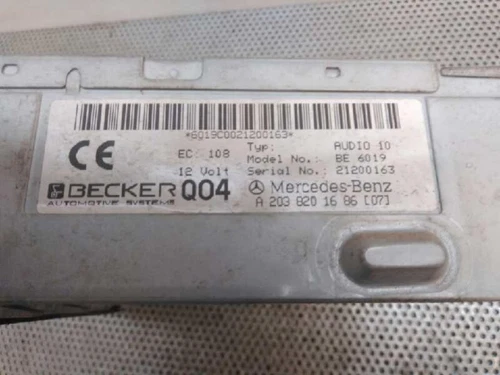 *6019C0021200163*
CE
EC: 108
12 Volt
Typ: AUDIO 10
Model No.: BE 6019
Serial No.: 21200163
BECKER Q04 Mercedes-Benz
AUTOMOTIVE SYSTEMS A 203 820 16 86 [07]